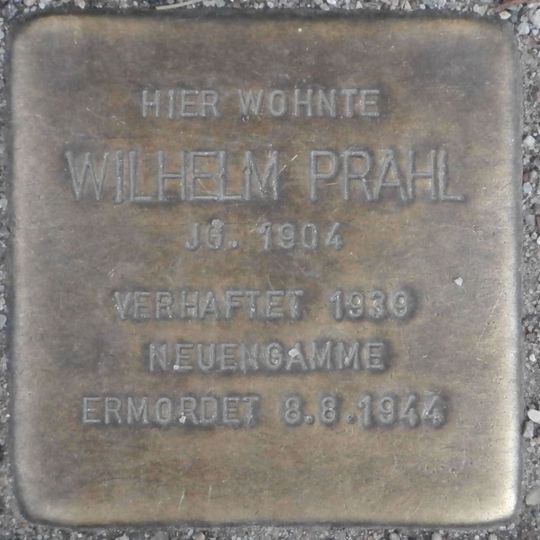 HIER WOHNTE
WILHELM PRAHL
JG. 1904
VERHAFTET 1939
NEUENGAMME
ERMORDET 8.8.1944